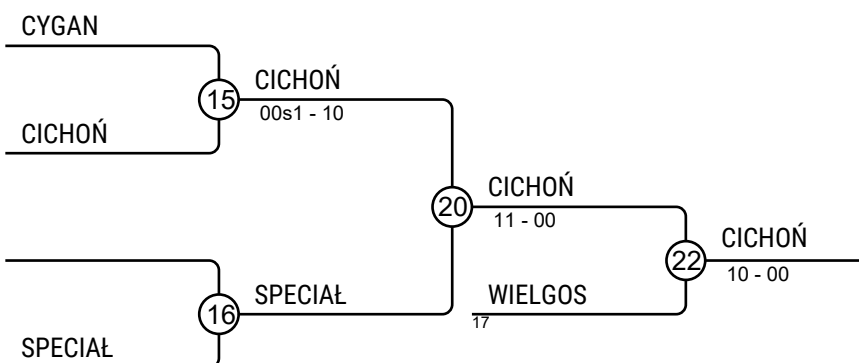 CYGAN
15
CICHOŃ
00s1 - 10
CICHOŃ
20
CICHOŃ
11 - 00
22
CICHOŃ
10 - 00
16
SPECIAŁ
WIELGOS
17
SPECIAŁ